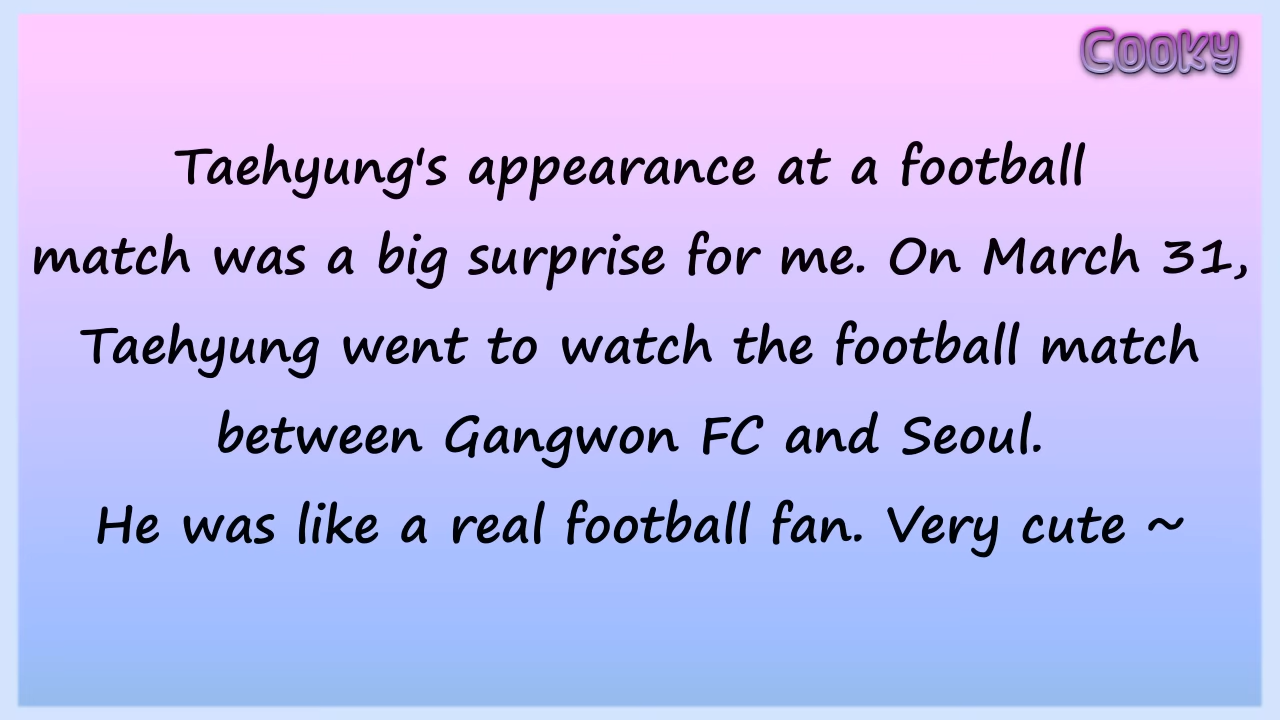 Cooky
Taehyung's appearance at a football
match was a big surprise for me. On March 31,
Taehyung went to watch the football match
between Gangwon FC and Seoul.
He was like a real football fan. Very cute ~